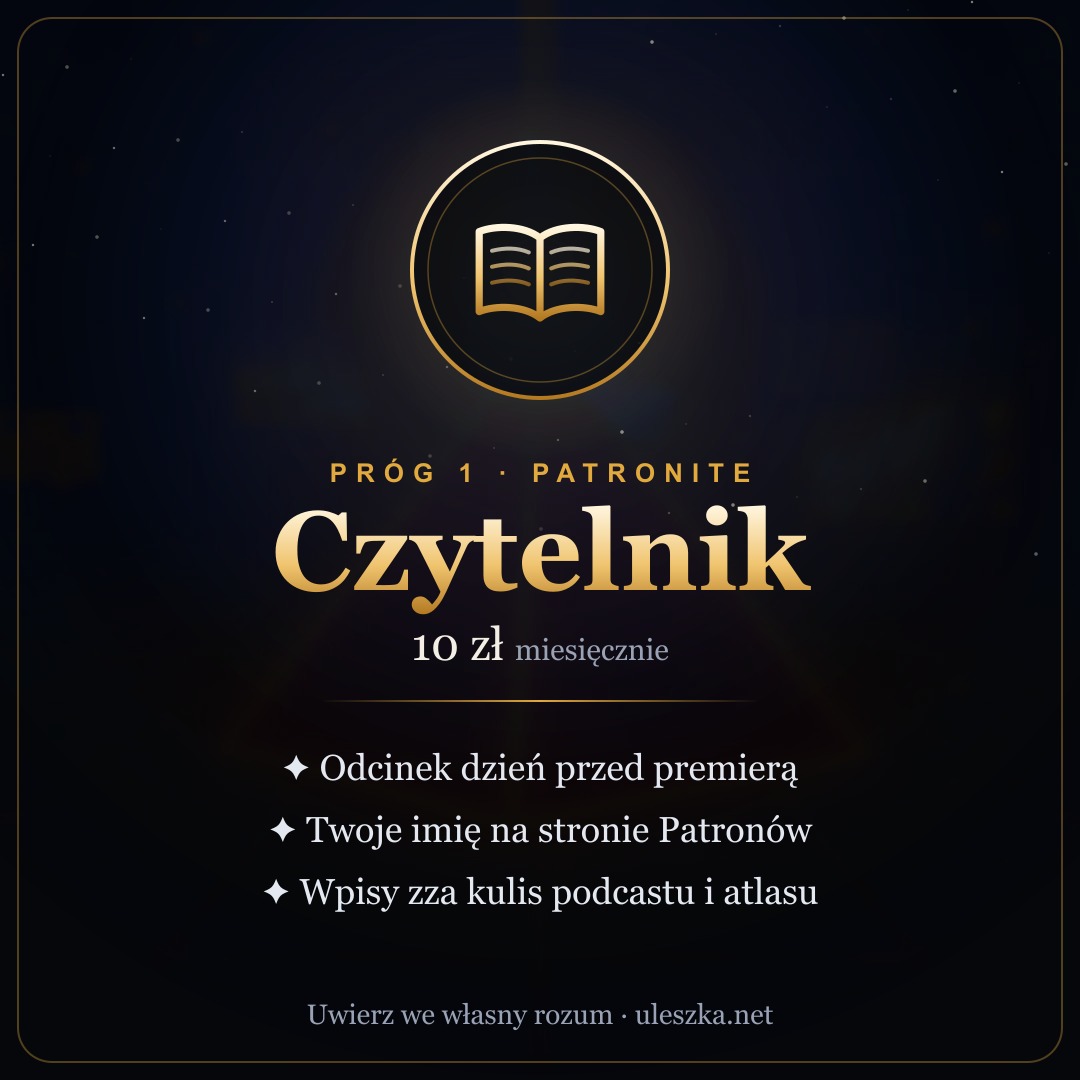 PRÓG 1 · PATRONITE
Czytelnik
10 zł miesięcznie
✦ Odcinek dzień przed premierą
✦ Twoje imię na stronie Patronów
✦ Wpisy zza kulis podcastu i atlasu
Uwierz we własny rozum · uleszka.net